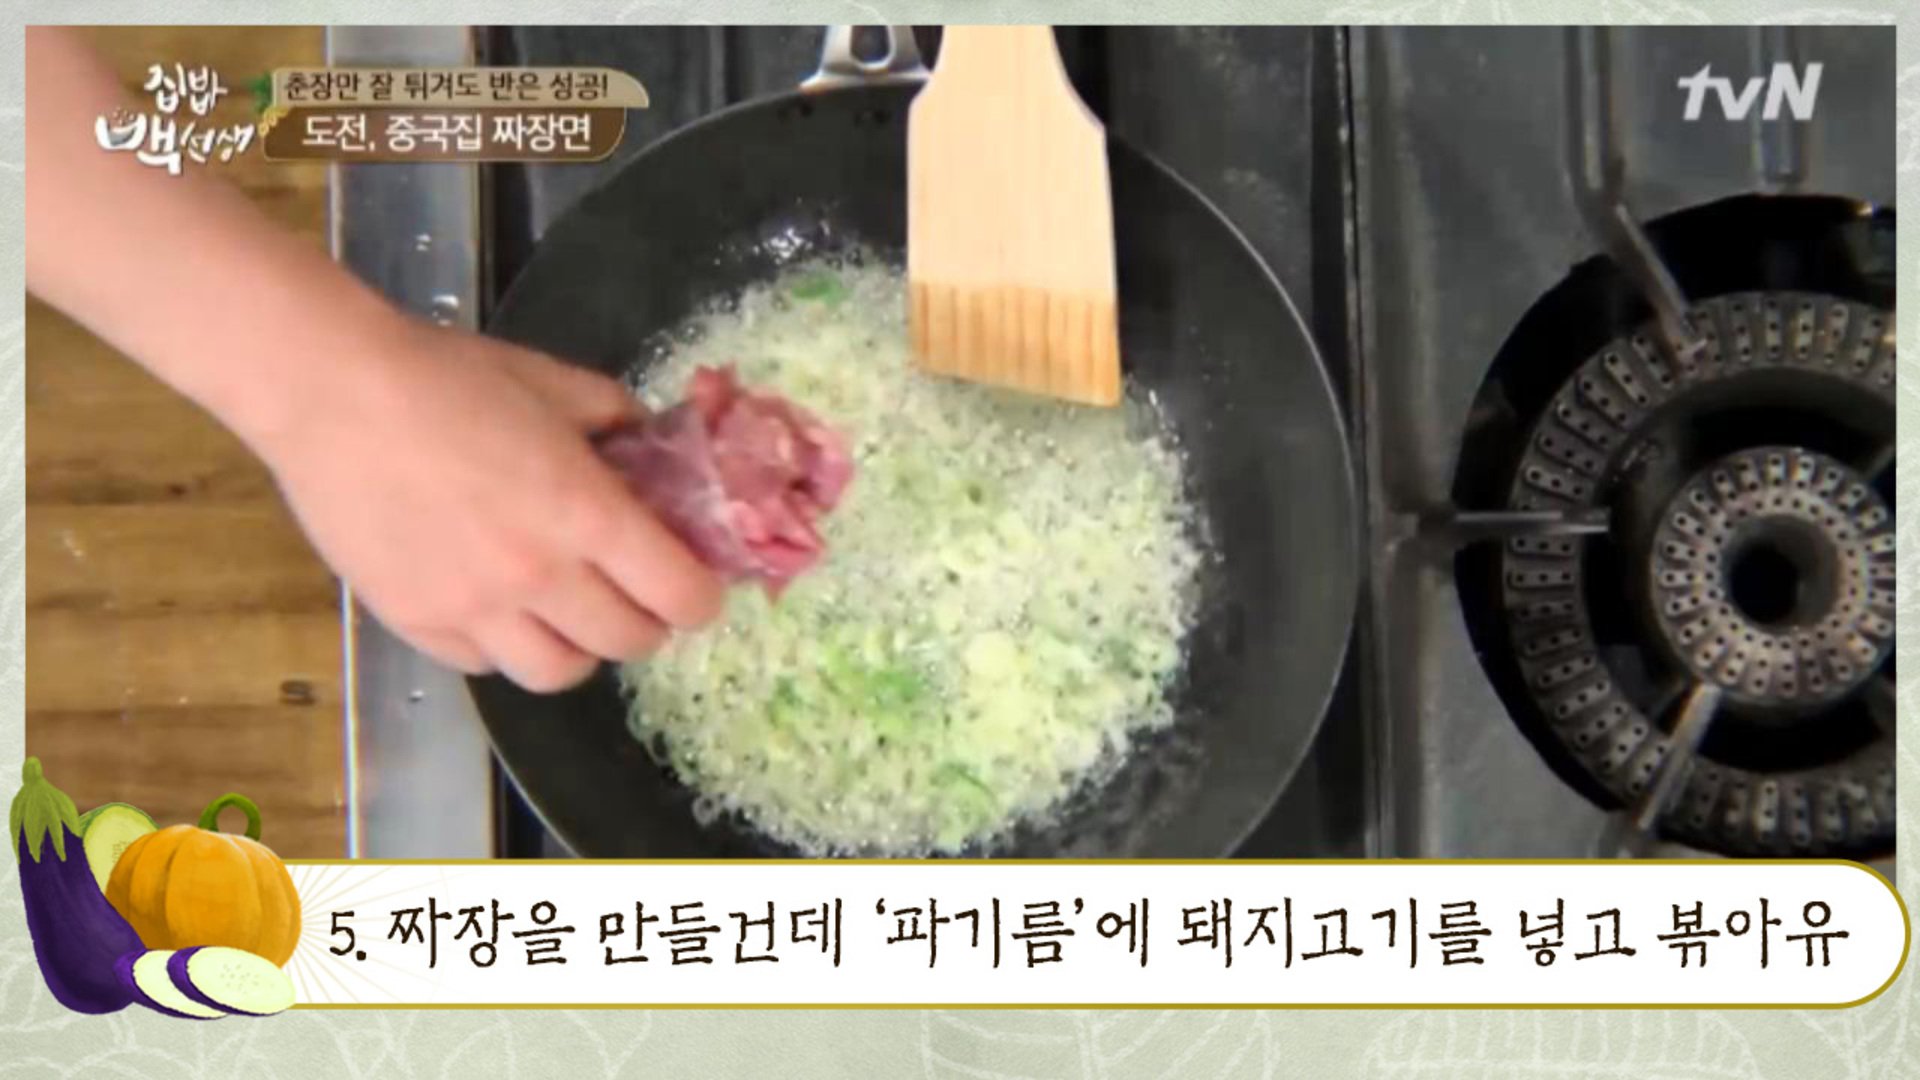 집밥
백선생
춘장만 잘 튀겨도 반은 성공!
도전, 중국집 짜장면
tvN
5. 짜장을 만들건데 ‘파기름’에 돼지고기를 넣고 볶아유